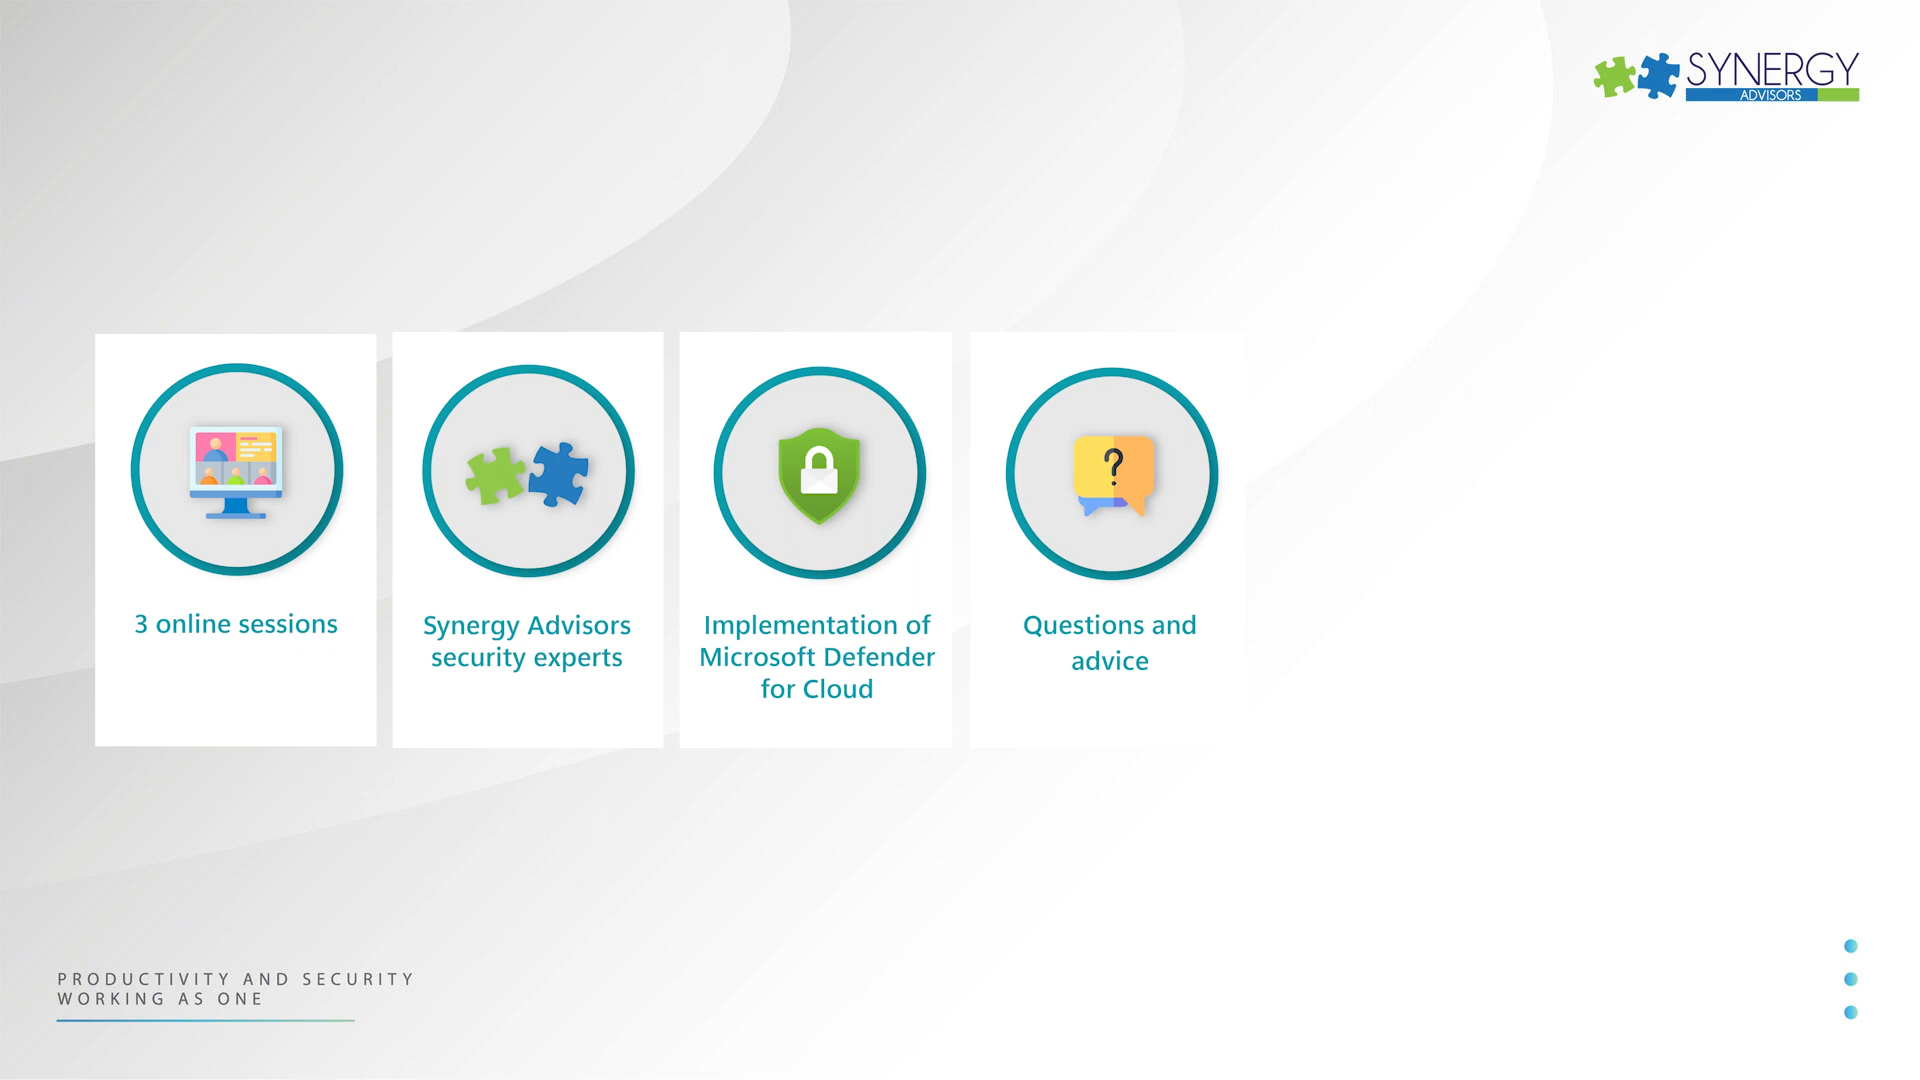 SYNERGY
ADVISORS
?
3 online sessions
Synergy Advisors
security experts
Implementation of
Microsoft Defender
for Cloud
Questions and
advice
PRODUCTIVITY AND SECURITY
WORKING AS ONE